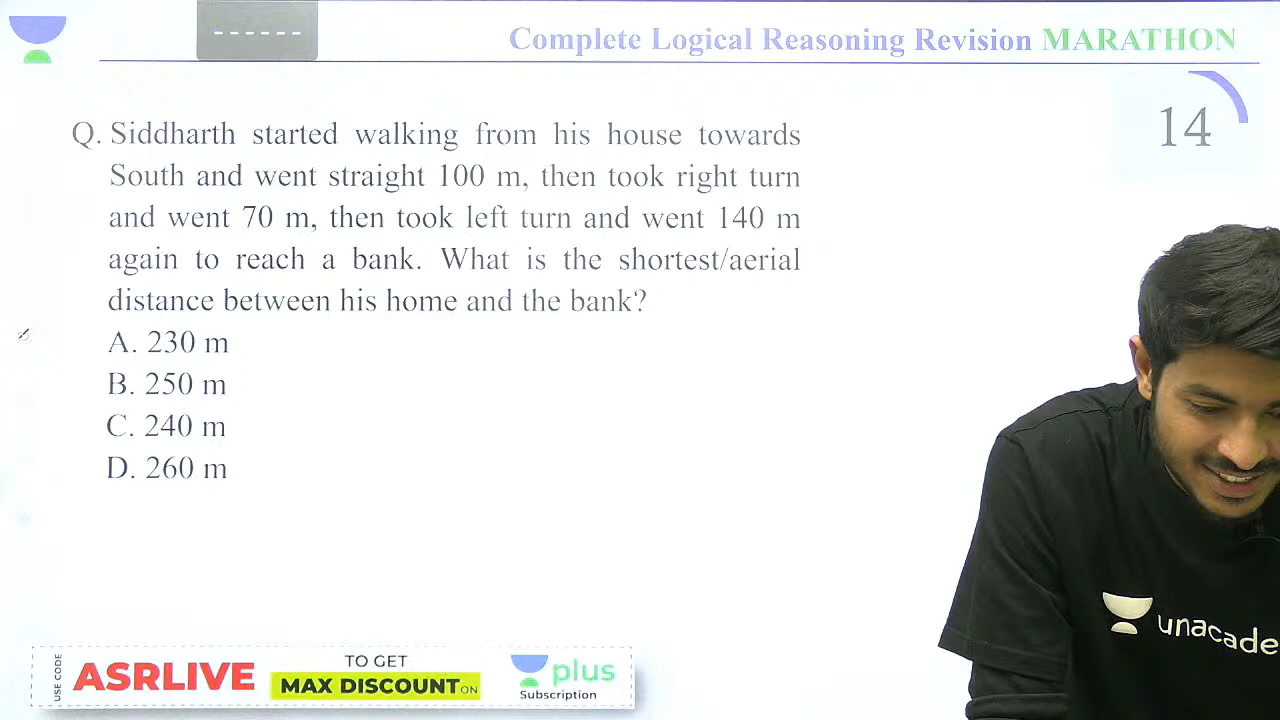 Complete Logical Reasoning Revision MARATHON
14
Q. Siddharth started walking from his house towards
South and went straight 100 m, then took right turn
and went 70 m, then took left turn and went 140 m
again to reach a bank. What is the shortest/aerial
distance between his home and the bank?
A. 230 m
B. 250 m
C. 240 m
D. 260 m
unacade
USE CODE
ASRLIVE
TO GET
MAX DISCOUNT ON
plus
Subscription